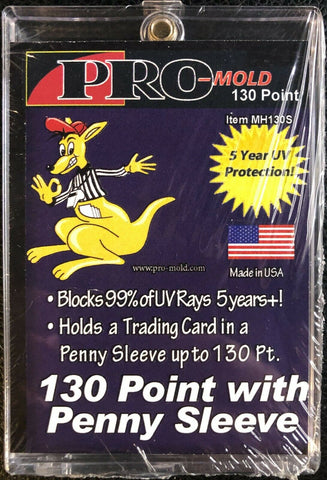 PRO-MOLD
130 Point
Item MH130S
5 Year UV
Protection!
www.pro-mold.com
Made in USA
• Blocks 99% of UV Rays 5 years+!
• Holds a Trading Card in a
Penny Sleeve up to 130 Pt.
130 Point with
Penny Sleeve